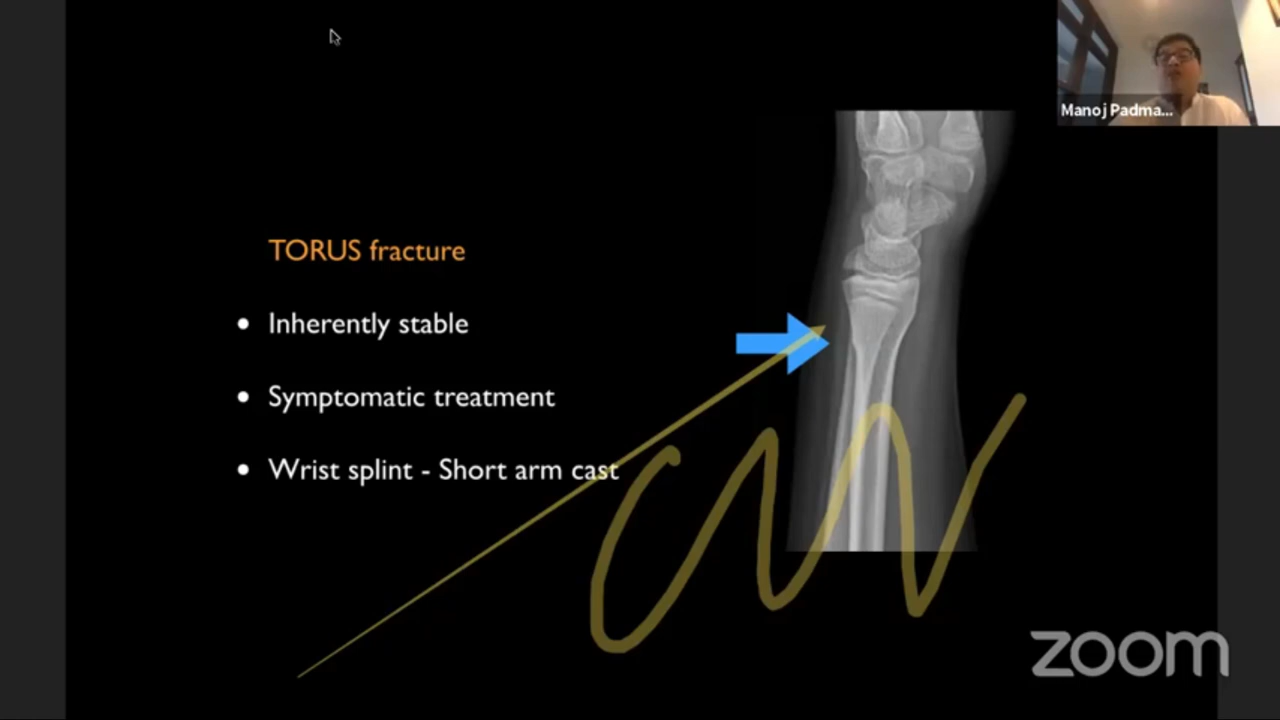 Manoj Padma...
TORUS fracture
• Inherently stable
• Symptomatic treatment
• Wrist splint - Short arm cast
zoom